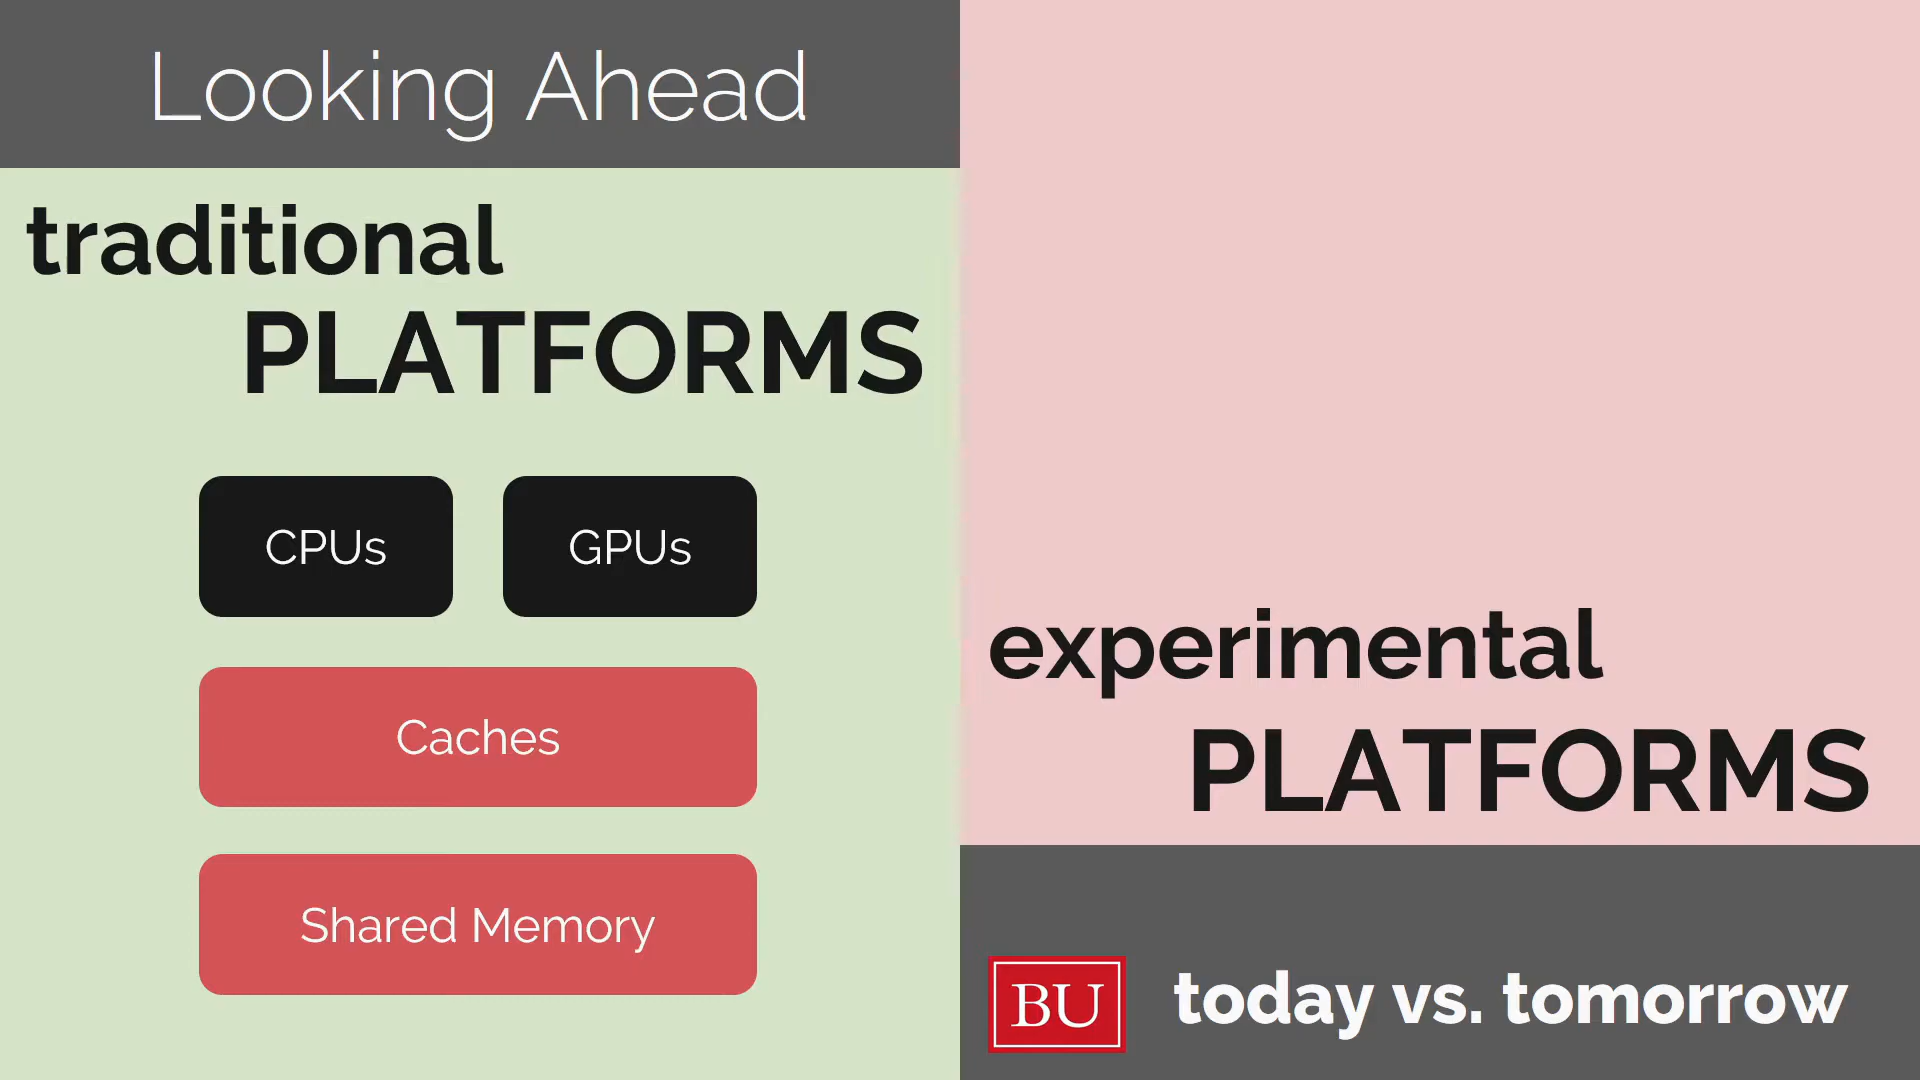 Looking Ahead
traditional
PLATFORMS
CPUs
GPUs
Caches
Shared Memory
experimental
PLATFORMS
BU
today vs. tomorrow